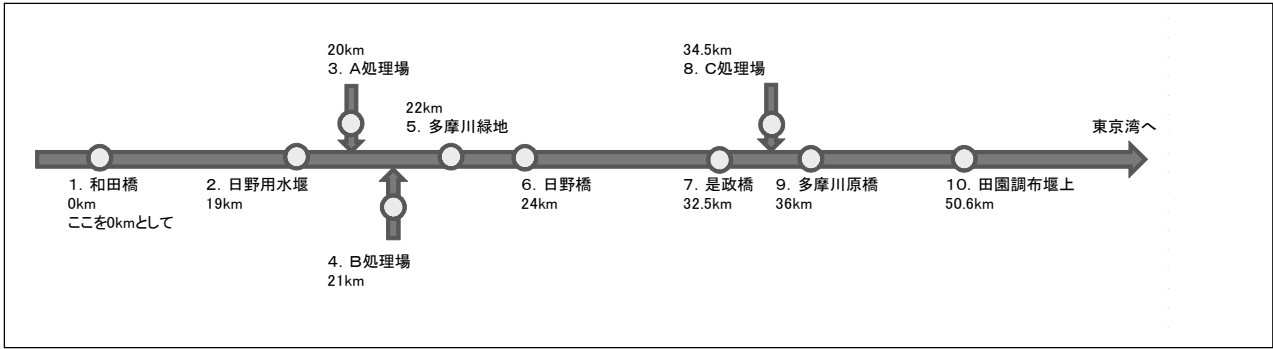 20km
3．A処理場
34.5km
8．C処理場
22km
5．多摩川緑地
東京湾へ
1．和田橋
0km
ここを0kmとして
2．日野用水堰
19km
6．日野橋
24km
7．是政橋
32.5km
9．多摩川原橋
36km
10．田園調布堰上
50.6km
4．B処理場
21km